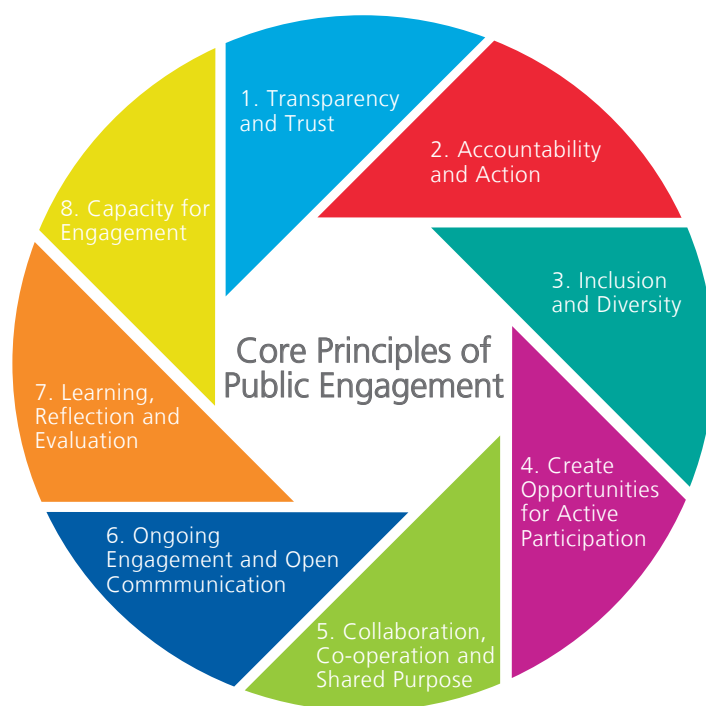 1. Transparency
and Trust
2. Accountability
and Action
3. Inclusion
and Diversity
4. Create
Opportunities
for Active
Participation
5. Collaboration,
Co-operation and
Shared Purpose
6. Ongoing
Engagement and Open
Commmunication
7. Learning,
Reflection and
Evaluation
8. Capacity for
Engagement
Core Principles of
Public Engagement